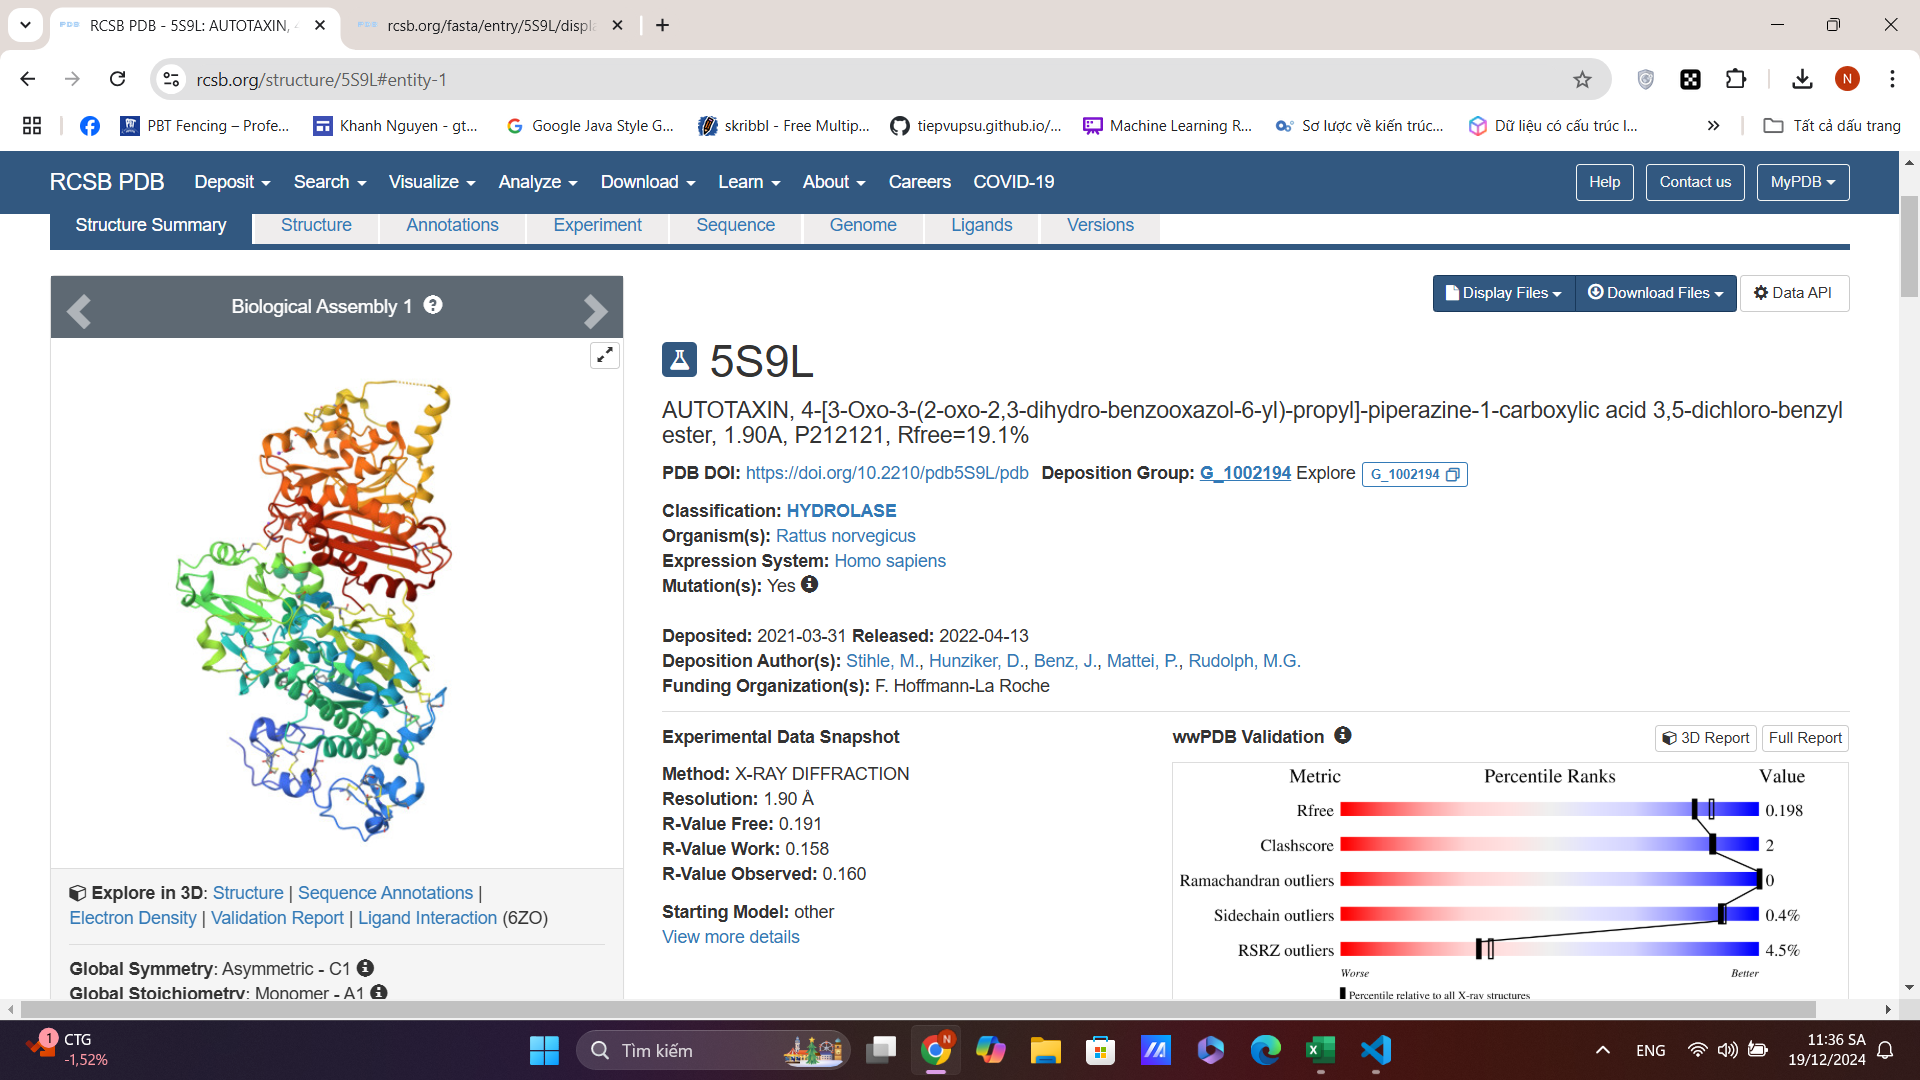 RCSB PDB - 5S9L: AUTOTAXIN,
rcsb.org/fasta/entry/5S9L/displ
rcsb.org/structure/5S9L#entity-1
N
PBT Fencing – Profe...
Khanh Nguyen - gt...
Google Java Style G...
skribbl - Free Multip...
tiepvupsu.github.io/...
Machine Learning R...
Sơ lược về kiến trúc...
Dữ liệu có cấu trúc l...
Tất cả dấu trang
RCSB PDB
Deposit
Search
Visualize
Analyze
Download
Learn
About
Careers
COVID-19
Help
Contact us
MyPDB
Structure Summary
Structure
Annotations
Experiment
Sequence
Genome
Ligands
Versions
Biological Assembly 1
Display Files
Download Files
Data API
5S9L
AUTOTAXIN, 4-[3-Oxo-3-(2-oxo-2,3-dihydro-benzooxazol-6-yl)-propyl]-piperazine-1-carboxylic acid 3,5-dichloro-benzyl
ester, 1.90A, P212121, Rfree=19.1%
PDB DOI: https://doi.org/10.2210/pdb5S9L/pdb Deposition Group: G_1002194 Explore G_1002194
Classification: HYDROLASE
Organism(s): Rattus norvegicus
Expression System: Homo sapiens
Mutation(s): Yes
Deposited: 2021-03-31 Released: 2022-04-13
Deposition Author(s): Stihle, M., Hunziker, D., Benz, J., Mattei, P., Rudolph, M.G.
Funding Organization(s): F. Hoffmann-La Roche
Experimental Data Snapshot
Method: X-RAY DIFFRACTION
Resolution: 1.90 Å
R-Value Free: 0.191
R-Value Work: 0.158
R-Value Observed: 0.160
Starting Model: other
View more details
wwPDB Validation
3D Report
Full Report
Metric Percentile Ranks Value
Rfree 0.198
Clashscore 2
Ramachandran outliers 0
Sidechain outliers 0.4%
RSRZ outliers 4.5%
Worse Better
Percentile relative to all X-ray structures
Explore in 3D: Structure | Sequence Annotations |
Electron Density | Validation Report | Ligand Interaction (6ZO)
Global Symmetry: Asymmetric - C1
Global Stoichiometry: Monomer - A1
1
CTG
-1,52%
Tìm kiếm
N
ENG
11:36 SA
19/12/2024